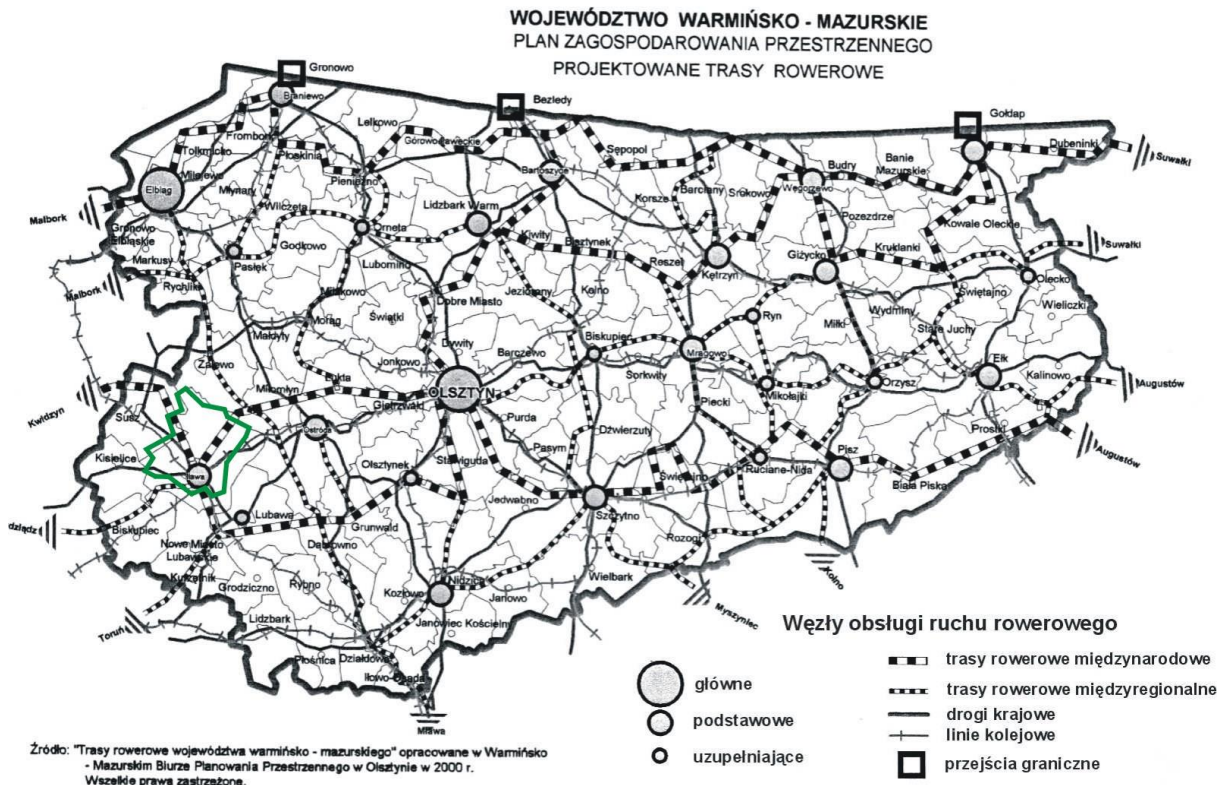 WOJEWÓDZTWO WARMIŃSKO - MAZURSKIE
PLAN ZAGOSPODAROWANIA PRZESTRZENNEGO
PROJEKTOWANE TRASY ROWEROWE
Gronowo
Braniewo
Bezledy
Gołdap
Lelkowo
Frombork
Górowo Iławeckie
Sępopol
Dubeninki
Suwałki
Tolkmicko
Płoskinia
Bartoszyce
Budry
Banie
Mazurskie
Milejewo
Pieniężno
Barciany
Srokowo
Węgorzewo
Elbląg
Młynary
Wilczęta
Lidzbark Warm.
Korsze
Pozezdrze
Kowale Oleckie
Malbork
Gronowo
Elbląskie
Orneta
Kiwity
Bisztynek
Kruklanki
Suwałki
Markusy
Pasłęk
Godkowo
Lubomino
Reszel
Kętrzyn
Giżycko
Olecko
Malbork
Rychliki
Miłakowo
Dobre Miasto
Jeziorany
Kolno
Świętajno
Wieliczki
Morąg
Świątki
Ryn
Miłki
Wydminy
Stare Juchy
Małdyty
Dywity
Biskupiec
Zalewo
Jonkowo
Barczewo
Mrągowo
Ełk
Miłomłyn
Łukta
OLSZTYN
Sorkwity
Orzysz
Kalinowo
Augustów
Kwidzyn
Susz
Gietrzwałd
Mikołajki
Ostróda
Purda
Piecki
Prostki
Kisielice
Pasym
Dźwierzuty
Augustów
Iława
Olsztynek
Stawiguda
Pisz
Ruciane-Nida
Świętajno
Biała Piska
Lubawa
Jedwabno
Szczytno
dziądz
Biskupiec
Grunwald
Rozogi
Nowe Miasto
Lubawskie
Dąbrówno
Kolno
Kurzętnik
Wielbark
Grodziczno
Rybno
Kozłowo
Nidzica
Janowo
Myszyniec
Toruń
Lidzbark
Janowiec Kościelny
Płośnica
Działdowo
Iłowo-Osada
Mława
Węzły obsługi ruchu rowerowego
główne
podstawowe
uzupełniające
trasy rowerowe międzynarodowe
trasy rowerowe międzyregionalne
drogi krajowe
linie kolejowe
przejścia graniczne
Źródło: "Trasy rowerowe województwa warmińsko - mazurskiego" opracowane w Warmińsko
- Mazurskim Biurze Planowania Przestrzennego w Olsztynie w 2000 r.
Wszelkie prawa zastrzeżone.